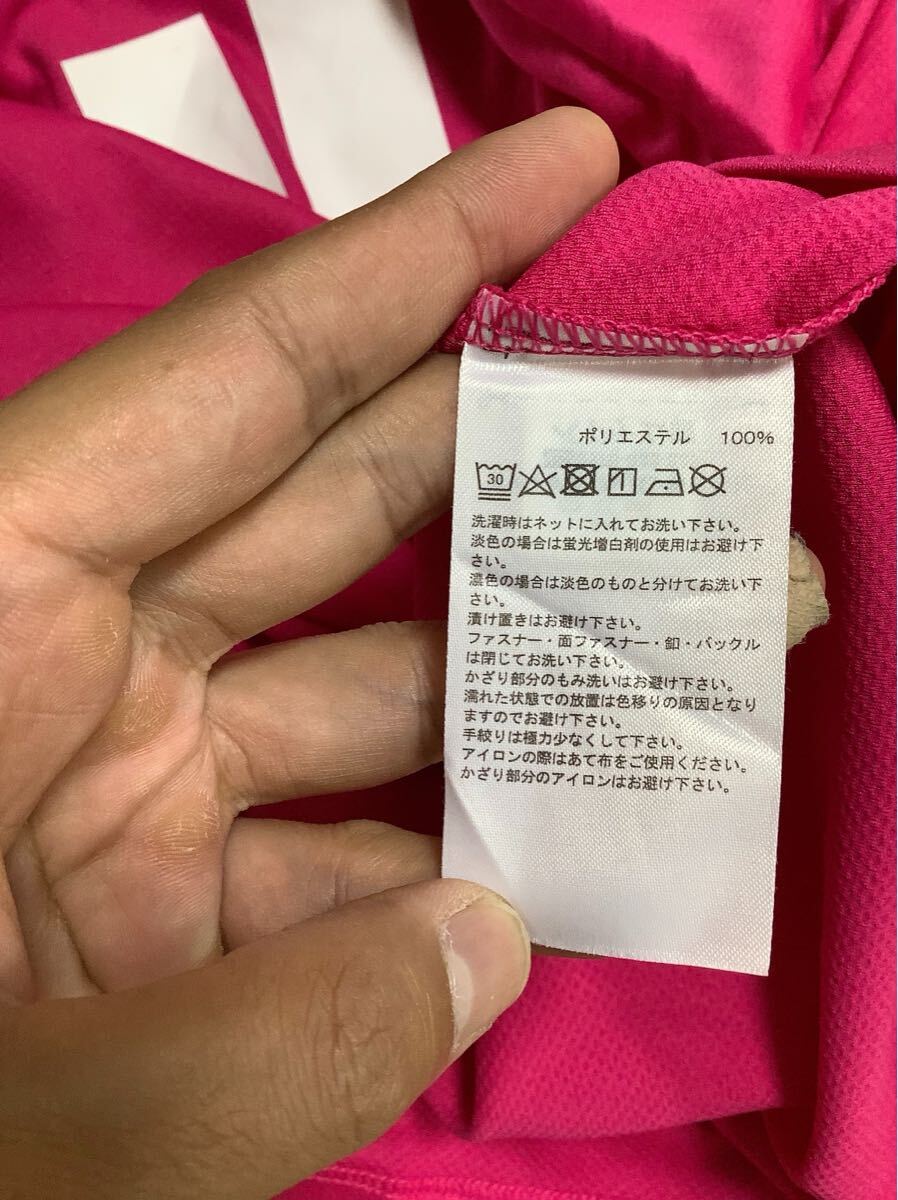 ポリエステル 100%
30
洗濯時はネットに入れてお洗い下さい。
淡色の場合は蛍光増白剤の使用はお避け下
さい。
濃色の場合は淡色のものと分けてお洗い下
さい。
漬け置きはお避け下さい。
ファスナー・面ファスナー・釦・バックル
は閉じてお洗い下さい。
かざり部分のもみ洗いはお避け下さい。
濡れた状態での放置は色移りの原因となり
ますのでお避け下さい。
手絞りは極力少なくして下さい。
アイロンの際はあて布をご使用ください。
かざり部分のアイロンはお避け下さい。